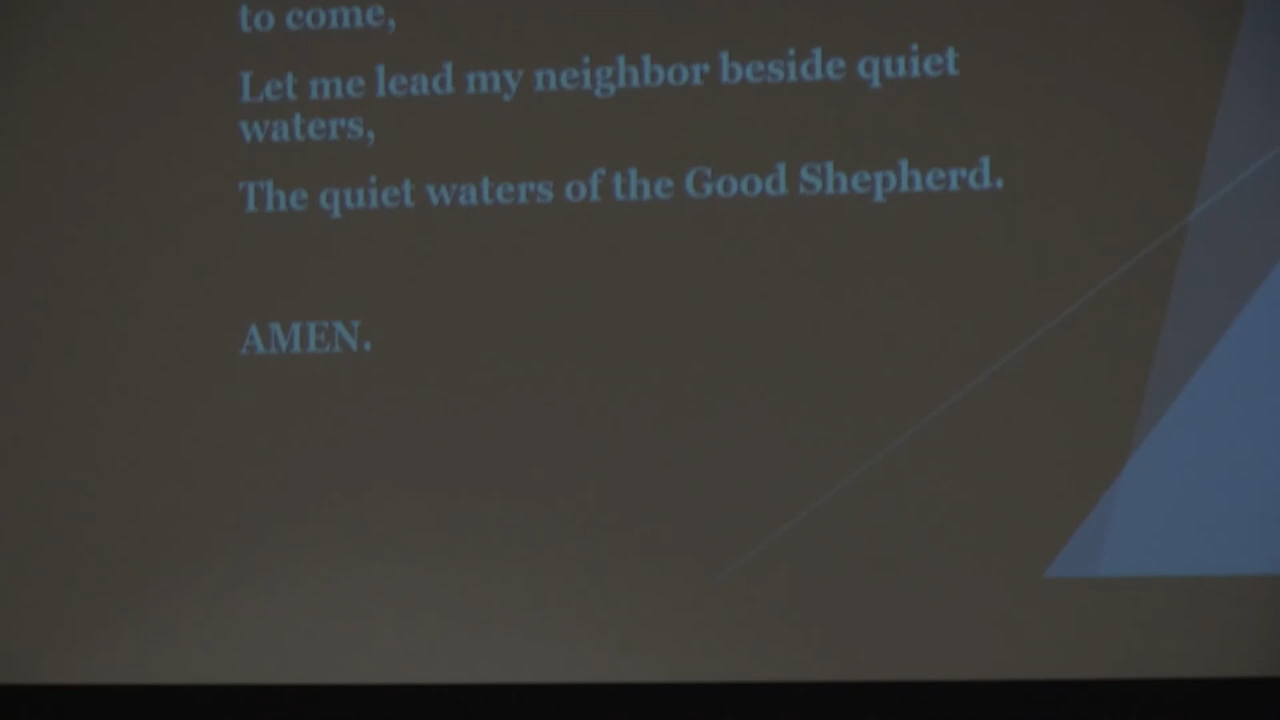 to come,
Let me lead my neighbor beside quiet
waters,
The quiet waters of the Good Shepherd.
AMEN.